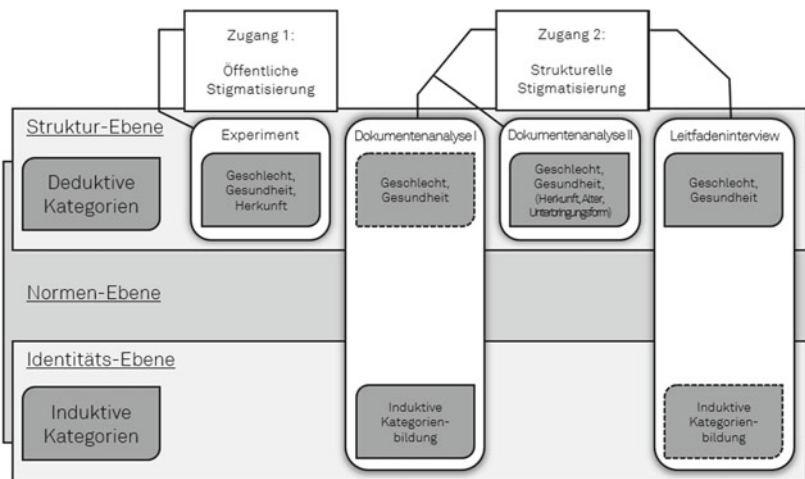 Zugang 1:
Öffentliche
Stigmatisierung
Zugang 2:
Strukturelle
Stigmatisierung
Struktur-Ebene
Deduktive
Kategorien
Experiment
Geschlecht,
Gesundheit,
Herkunft
Dokumentenanalyse I
Geschlecht,
Gesundheit
Dokumentenanalyse II
Geschlecht,
Gesundheit,
(Herkunft, Alter,
Unterbringungsform)
Leitfadeninterview
Geschlecht,
Gesundheit
Normen-Ebene
Identitäts-Ebene
Induktive
Kategorien
Induktive
Kategorien-
bildung
Induktive
Kategorien-
bildung